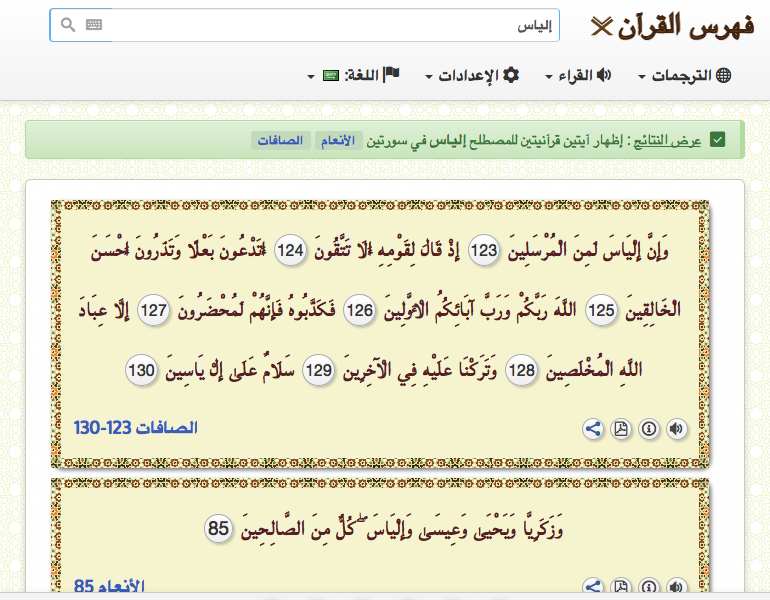 فهرس القرآن
إلياس
الترجمات القراء الإعدادات اللغة:
عرض النتائج : إظهار آيتين قرآنيتين للمصطلح إلياس في سورتين الأنعام الصافات
وَإِنَّ إِلْيَاسَ لَمِنَ الْمُرْسَلِينَ 123 إِذْ قَالَ لِقَوْمِهِ أَلَا تَتَّقُونَ 124 أَتَدْعُونَ بَعْلًا وَتَذَرُونَ أَحْسَنَ
الْخَالِقِينَ 125 اللَّهَ رَبَّكُمْ وَرَبَّ آبَائِكُمُ الْأَوَّلِينَ 126 فَكَذَّبُوهُ فَإِنَّهُمْ لَمُحْضَرُونَ 127 إِلَّا عِبَادَ
اللَّهِ الْمُخْلَصِينَ 128 وَتَرَكْنَا عَلَيْهِ فِي الْآخِرِينَ 129 سَلَامٌ عَلَىٰ إِلْ يَاسِينَ 130
الصافات 123-130
وَزَكَرِيَّا وَيَحْيَىٰ وَعِيسَىٰ وَإِلْيَاسَ ۖ كُلٌّ مِنَ الصَّالِحِينَ 85
الأنعام 85